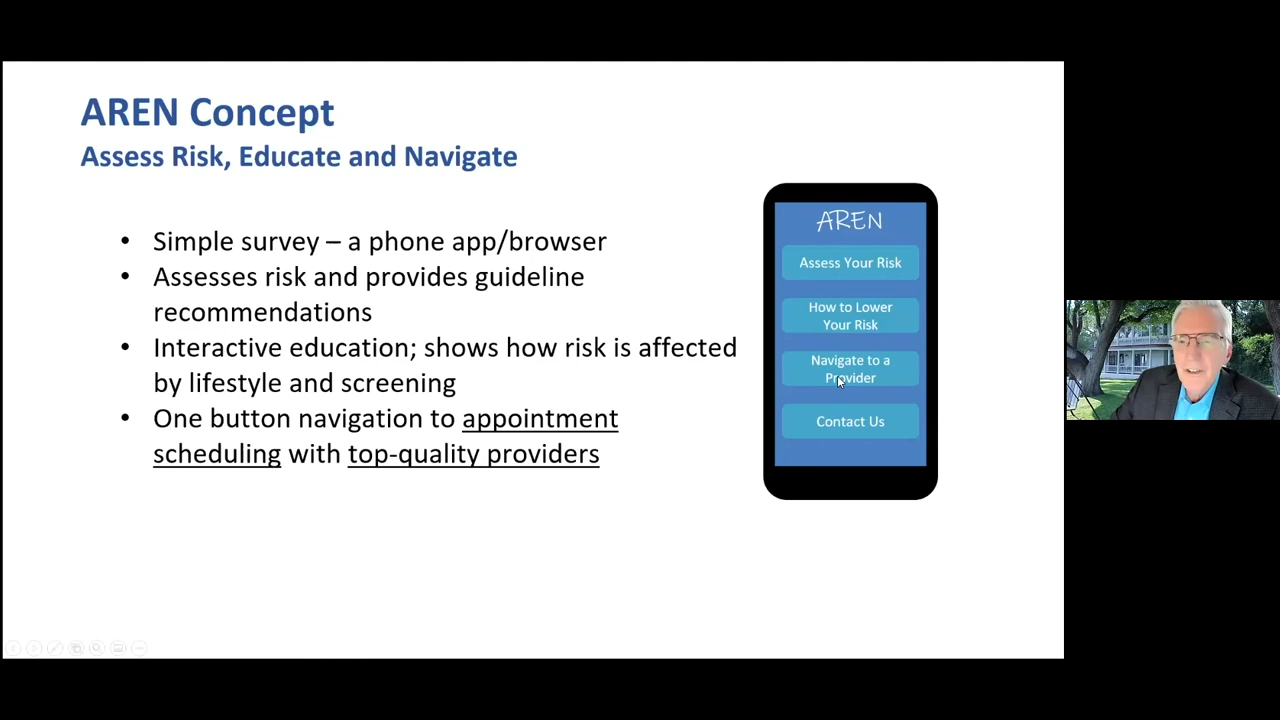 AREN Concept
Assess Risk, Educate and Navigate
• Simple survey – a phone app/browser
• Assesses risk and provides guideline
recommendations
• Interactive education; shows how risk is affected
by lifestyle and screening
• One button navigation to appointment
scheduling with top-quality providers
AREN
Assess Your Risk
How to Lower
Your Risk
Navigate to a
Provider
Contact Us